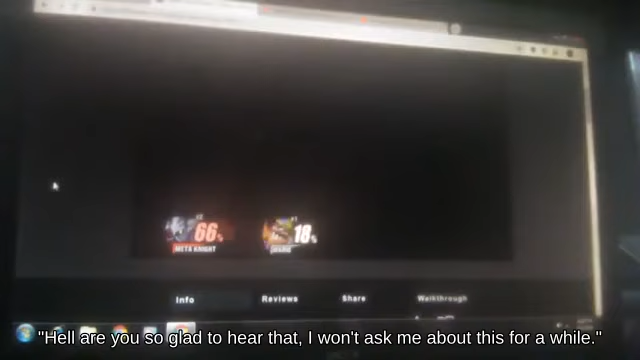 66%
META KNIGHT
18%
Info Reviews Share Walkthrough
"Hell are you so glad to hear that, I won't ask me about this for a while."